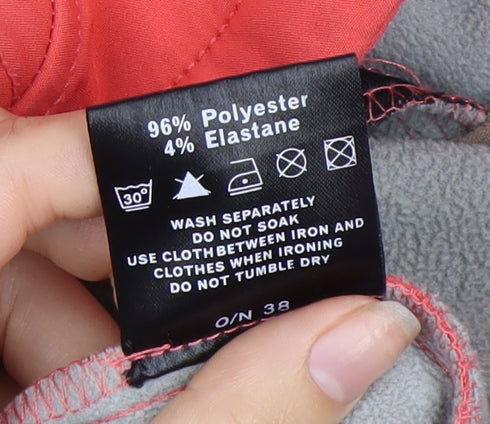 96% Polyester
4% Elastane
30°
WASH SEPARATELY
DO NOT SOAK
USE CLOTH BETWEEN IRON AND
CLOTHES WHEN IRONING
DO NOT TUMBLE DRY
O/N 38